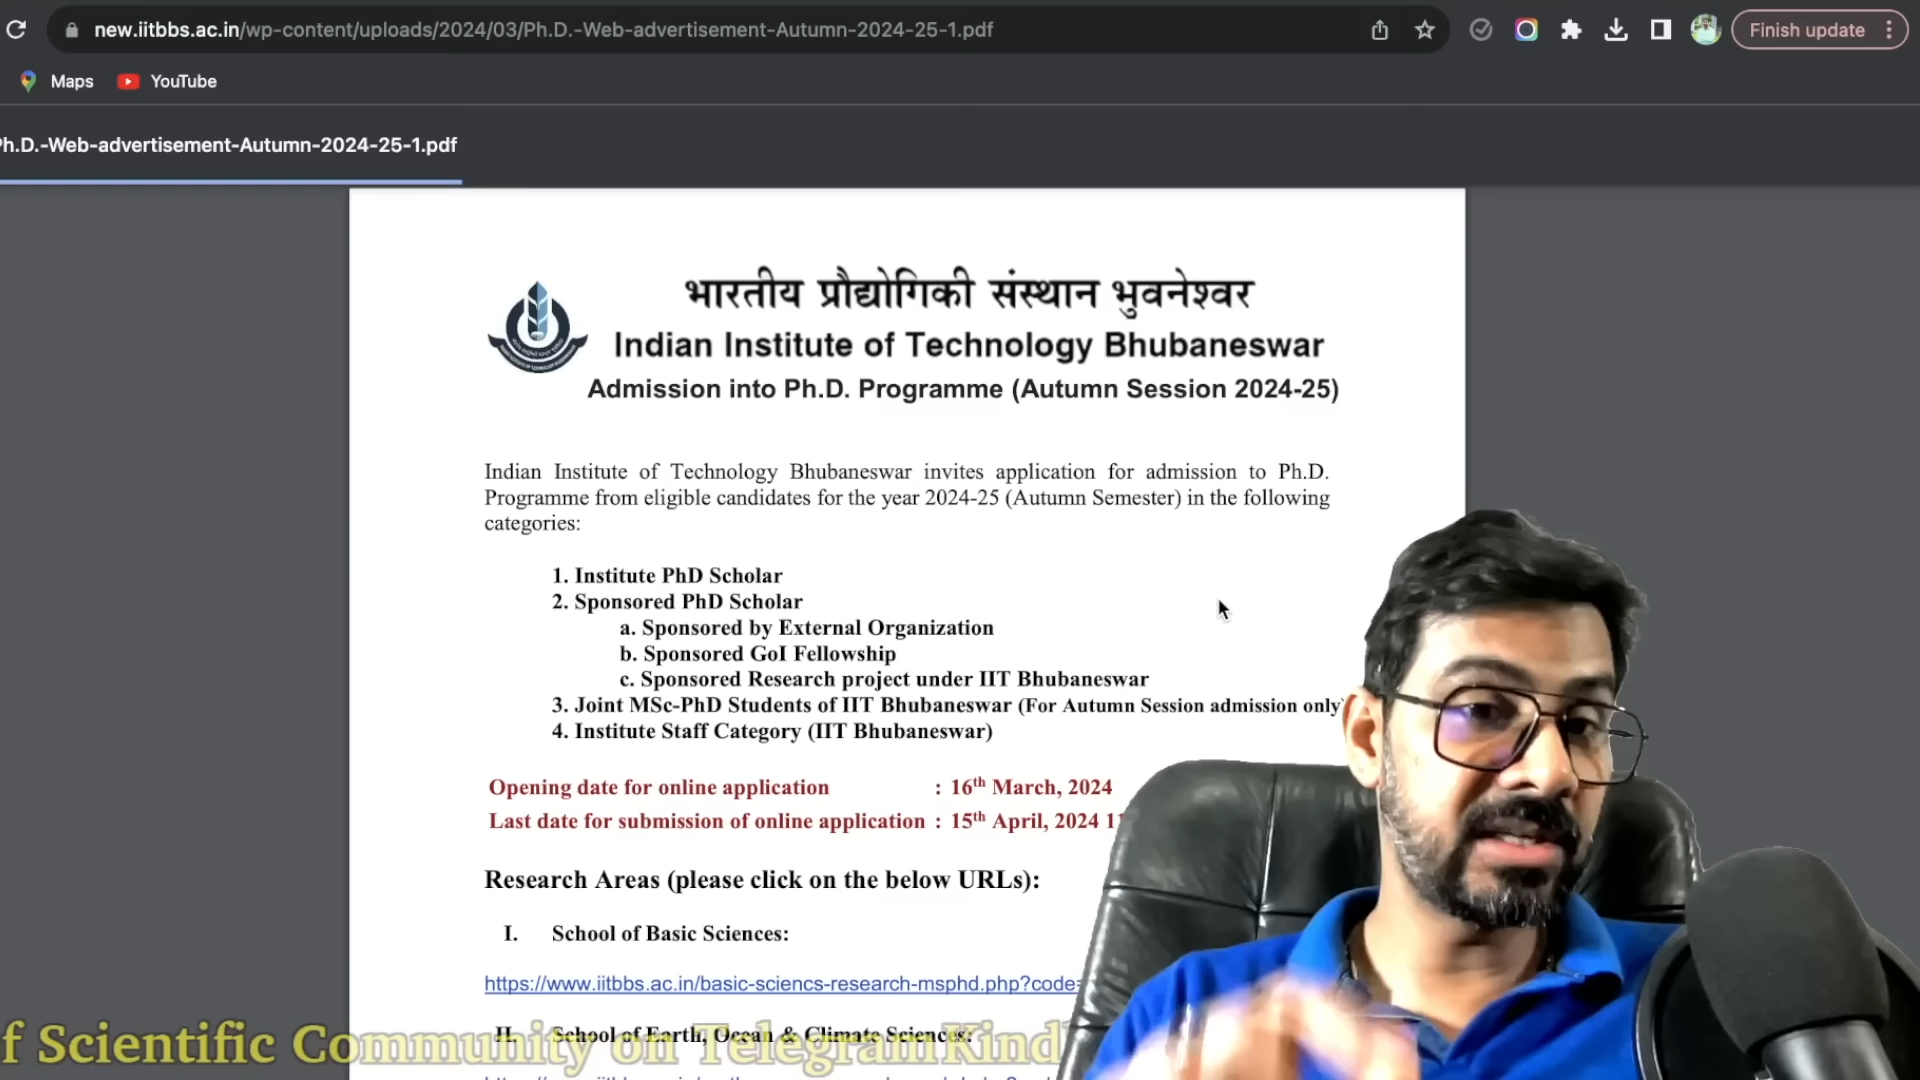 new.iitbbs.ac.in/wp-content/uploads/2024/03/Ph.D.-Web-advertisement-Autumn-2024-25-1.pdf
Finish update
Maps
YouTube
Ph.D.-Web-advertisement-Autumn-2024-25-1.pdf
भारतीय प्रौद्योगिकी संस्थान भुवनेश्वर
Indian Institute of Technology Bhubaneswar
Admission into Ph.D. Programme (Autumn Session 2024-25)
Indian Institute of Technology Bhubaneswar invites application for admission to Ph.D.
Programme from eligible candidates for the year 2024-25 (Autumn Semester) in the following
categories:
1. Institute PhD Scholar
2. Sponsored PhD Scholar
a. Sponsored by External Organization
b. Sponsored GoI Fellowship
c. Sponsored Research project under IIT Bhubaneswar
3. Joint MSc-PhD Students of IIT Bhubaneswar (For Autumn Session admission only)
4. Institute Staff Category (IIT Bhubaneswar)
Opening date for online application : 16th March, 2024
Last date for submission of online application : 15th April, 2024
Research Areas (please click on the below URLs):
I. School of Basic Sciences:
https://www.iitbbs.ac.in/basic-sciencs-research-msphd.php?code=
II. School of Earth, Ocean & Climate Sciences:
f Scientific Community on Telegram Kind